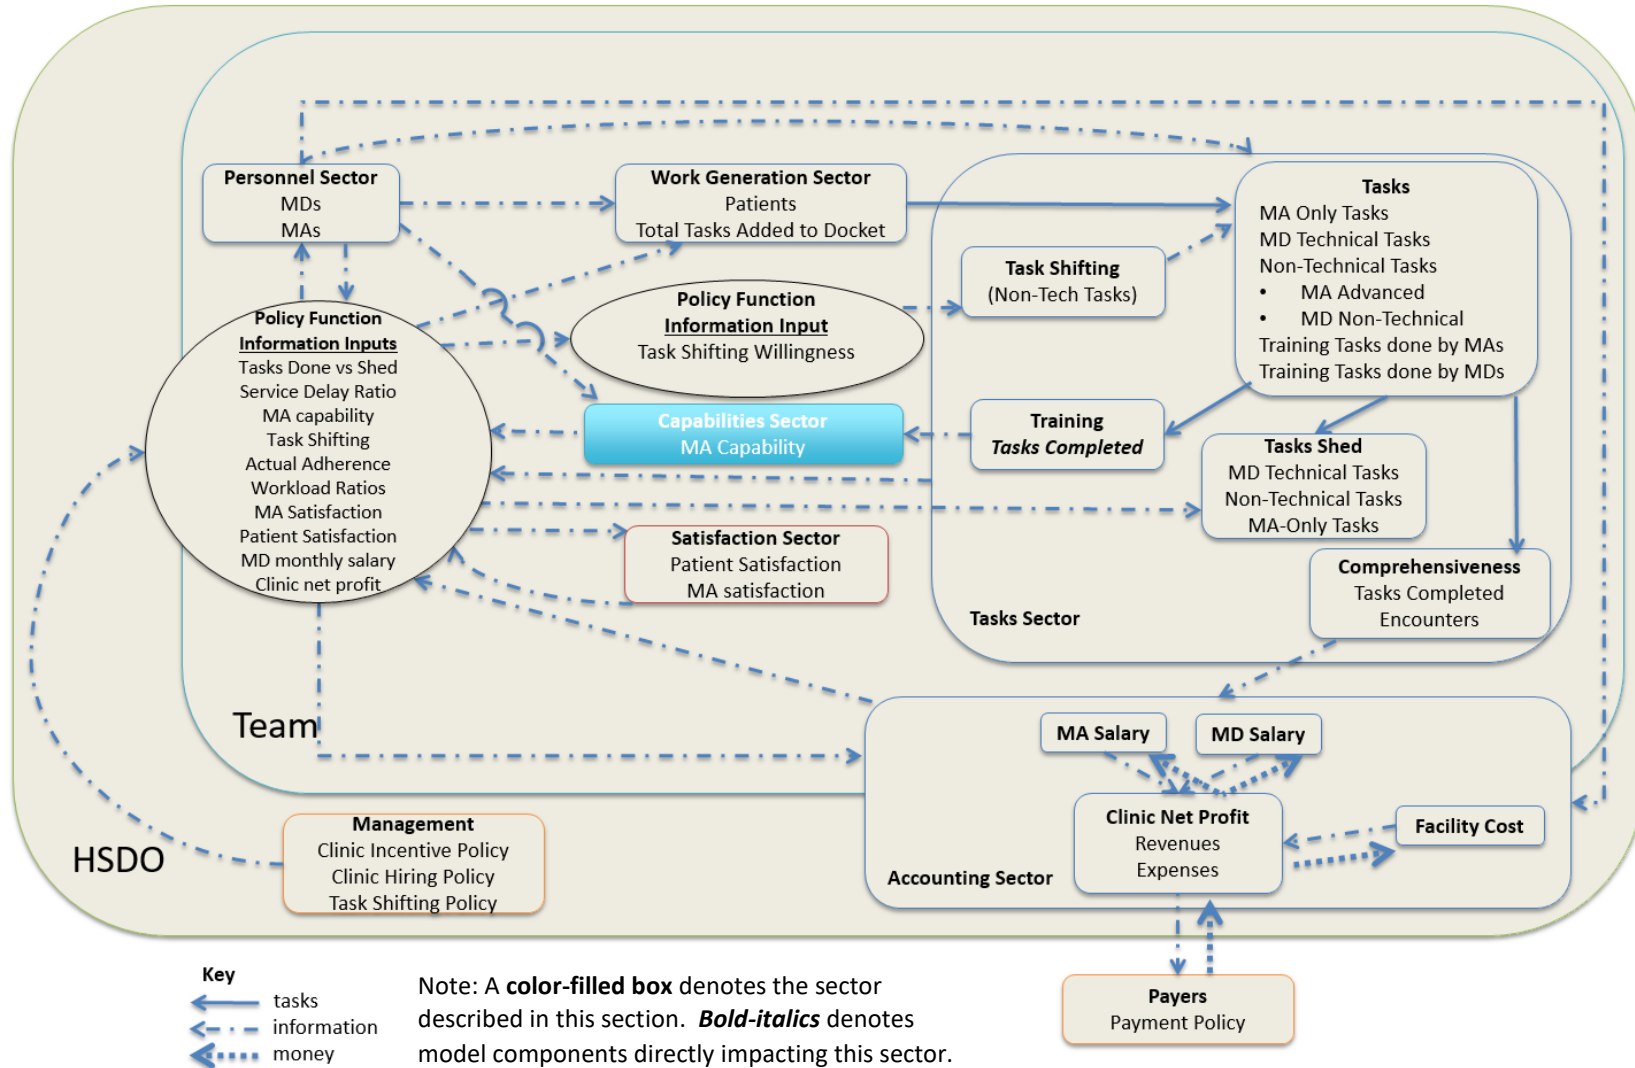 Personnel Sector
MDs
MAs
Work Generation Sector
Patients
Total Tasks Added to Docket
Tasks
MA Only Tasks
MD Technical Tasks
Non-Technical Tasks
• MA Advanced
• MD Non-Technical
Training Tasks done by MAs
Training Tasks done by MDs
Task Shifting
(Non-Tech Tasks)
Policy Function
Information Input
Task Shifting Willingness
Policy Function
Information Inputs
Tasks Done vs Shed
Service Delay Ratio
MA capability
Task Shifting
Actual Adherence
Workload Ratios
MA Satisfaction
Patient Satisfaction
MD monthly salary
Clinic net profit
Capabilities Sector
MA Capability
Training
Tasks Completed
Tasks Shed
MD Technical Tasks
Non-Technical Tasks
MA-Only Tasks
Satisfaction Sector
Patient Satisfaction
MA satisfaction
Comprehensiveness
Tasks Completed
Encounters
Tasks Sector
Team
MA Salary
MD Salary
Clinic Net Profit
Revenues
Expenses
Facility Cost
Accounting Sector
Management
Clinic Incentive Policy
Clinic Hiring Policy
Task Shifting Policy
HSDO
Payers
Payment Policy
Key
tasks
information
money
Note: A color-filled box denotes the sector
described in this section. Bold-italics denotes
model components directly impacting this sector.